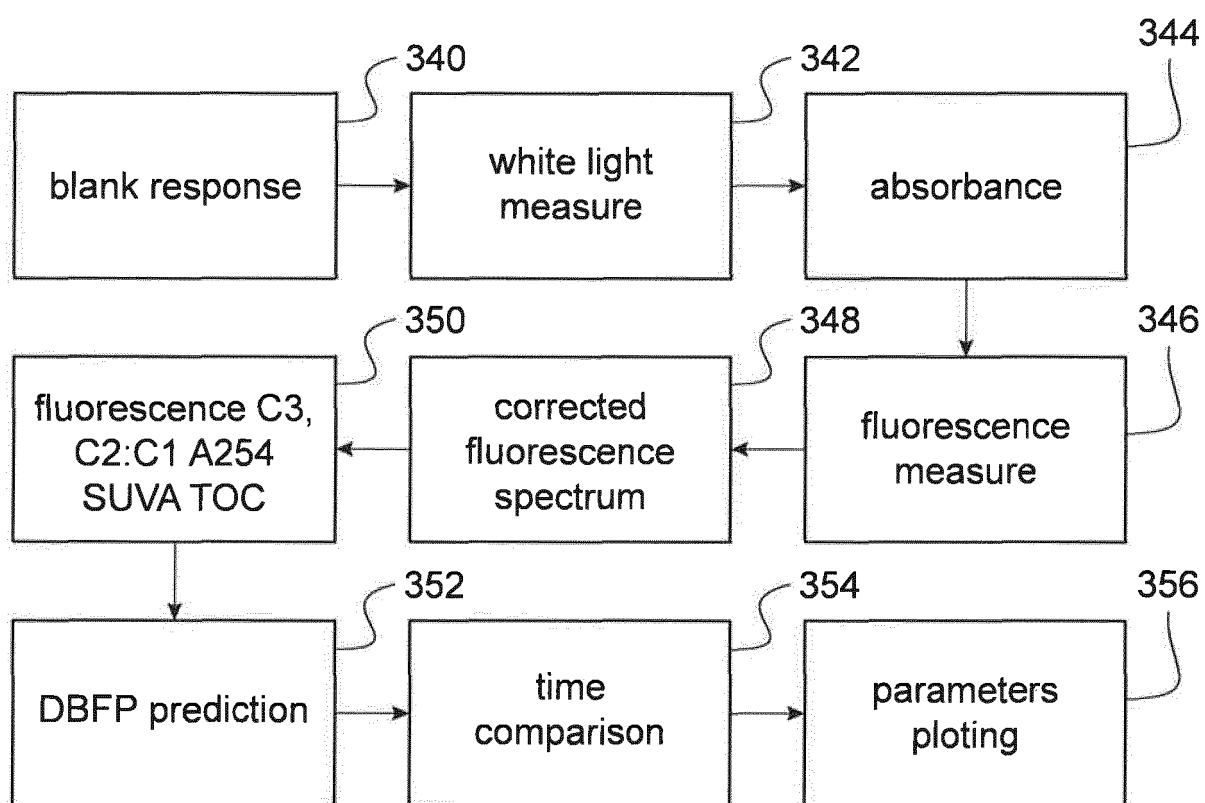 340
342
344
blank response
white light
measure
absorbance
350
348
346
fluorescence C3,
C2:C1 A254
SUVA TOC
corrected
fluorescence
spectrum
fluorescence
measure
352
354
356
DBFP prediction
time
comparison
parameters
ploting